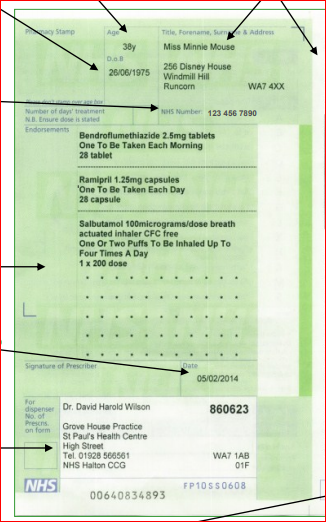 Pharmacy Stamp
Age
38y
D.o.B
26/06/1975
Title, Forename, Surname & Address
Miss Minnie Mouse
256 Disney House
Windmill Hill
Runcorn WA7 4XX
Number of days' treatment
N.B. Ensure dose is stated
NHS Number: 123 456 7890
Endorsements
Bendroflumethiazide 2.5mg tablets
One To Be Taken Each Morning
28 tablet
Ramipril 1.25mg capsules
One To Be Taken Each Day
28 capsule
Salbutamol 100micrograms/dose breath
actuated inhaler CFC free
One Or Two Puffs To Be Inhaled Up To
Four Times A Day
1 x 200 dose
Signature of Prescriber
Date
05/02/2014
For
dispenser
No. of
Prescns.
on form
Dr. David Harold Wilson 860623
Grove House Practice
St Paul's Health Centre
High Street
Tel. 01928 566561 WA7 1AB
NHS Halton CCG 01F
NHS
FP10SS0608
00640834893